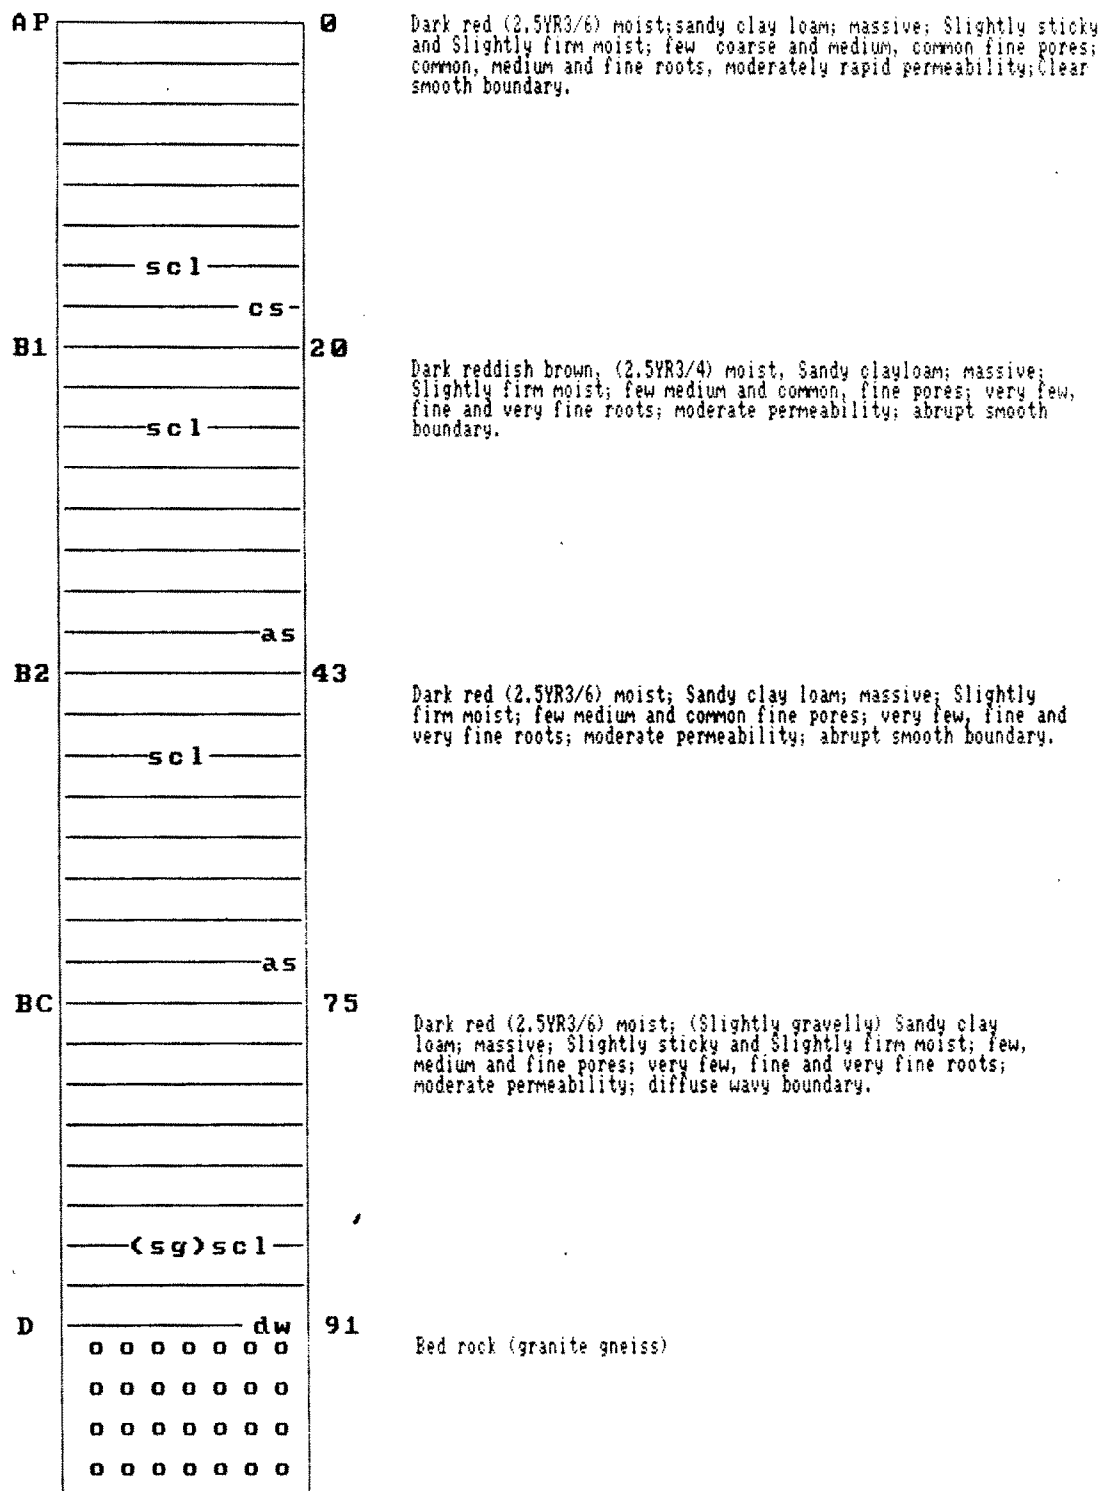 AP 0 Dark red (2.5YR3/6) moist;sandy clay loam; massive; Slightly sticky
and Slightly firm moist; few coarse and medium, common fine pores;
common, medium and fine roots, moderately rapid permeability;Clear
smooth boundary.
scl
cs
B1 20
Dark reddish brown, (2.5YR3/4) moist, Sandy clayloam; massive;
Slightly firm moist; few medium and common, fine pores; very few,
fine and very fine roots; moderate permeability; abrupt smooth
boundary.
scl
as
B2 43
Dark red (2.5YR3/6) moist; Sandy clay loam; massive; Slightly
firm moist; few medium and common fine pores; very few, fine and
very fine roots; moderate permeability; abrupt smooth boundary.
scl
as
BC 75
Dark red (2.5YR3/6) moist; (Slightly gravelly) Sandy clay
loam; massive; Slightly sticky and Slightly firm moist; few,
medium and fine pores; very few, fine and very fine roots;
moderate permeability; diffuse wavy boundary.
(sg)scl
D dw 91
Bed rock (granite gneiss)
o o o o o o o
o o o o o o o
o o o o o o o
o o o o o o o